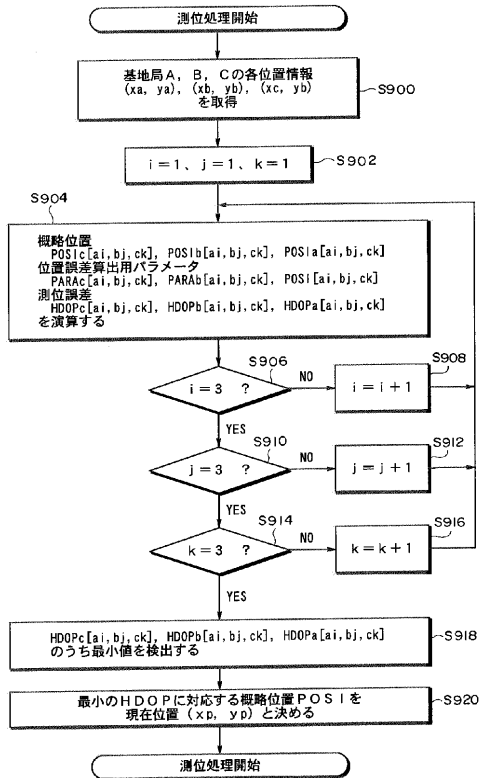 測位処理開始
基地局A, B, Cの各位置情報
(xa, ya), (xb, yb), (xc, yb)
を取得
S900
i=1、j=1、k=1
S902
S904
概略位置
POSIc[ai,bj,ck], POSIb[ai,bj,ck], POSIa[ai,bj,ck]
位置誤差算出用パラメータ
PARAc[ai,bj,ck], PARAb[ai,bj,ck], POSI[ai,bj,ck]
測位誤差
HDOPc[ai,bj,ck], HDOPb[ai,bj,ck], HDOPa[ai,bj,ck]
を演算する
S906
i=3 ?
NO
S908
i=i+1
YES
S910
j=3 ?
NO
S912
j=j+1
YES
S914
k=3 ?
NO
S916
k=k+1
YES
HDOPc[ai,bj,ck], HDOPb[ai,bj,ck], HDOPa[ai,bj,ck]
のうち最小値を検出する
S918
最小のHDOPに対応する概略位置POSIを
現在位置(xp, yp)と決める
S920
測位処理開始